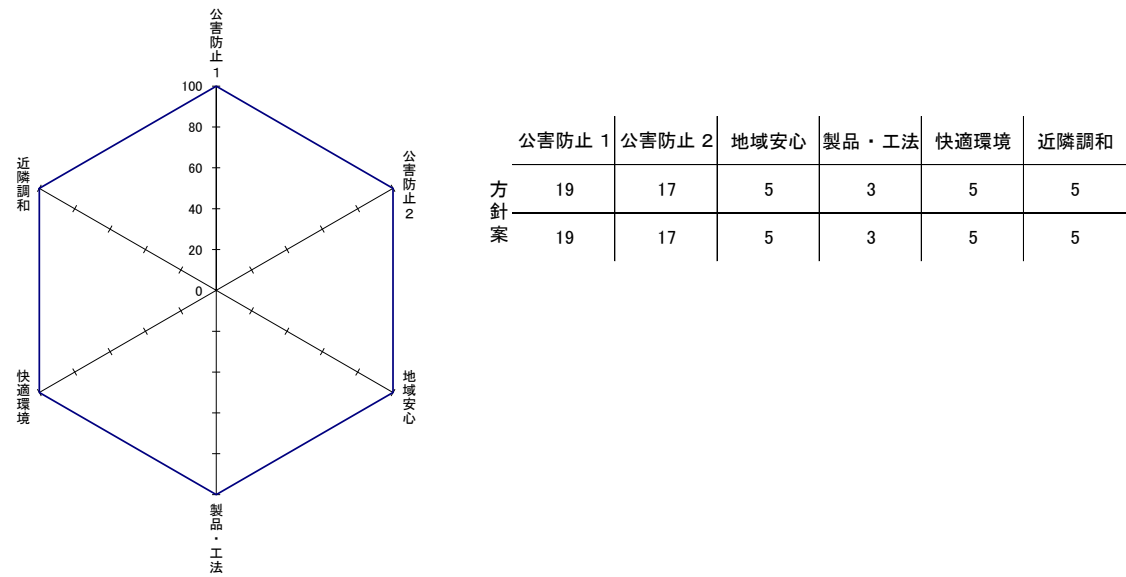 公害防止1
100
80
60
40
20
0
公害防止2
地域安心
製品・工法
快適環境
近隣調和
公害防止 1 公害防止 2 地域安心 製品・工法 快適環境 近隣調和
方針案
19 17 5 3 5 5
19 17 5 3 5 5